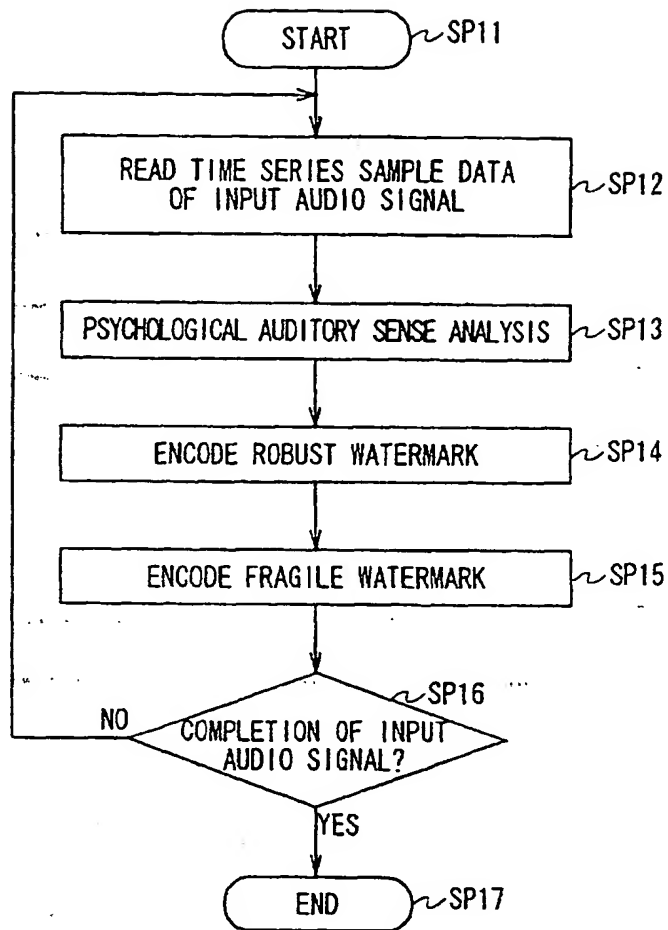 START
SP11
READ TIME SERIES SAMPLE DATA
OF INPUT AUDIO SIGNAL
SP12
PSYCHOLOGICAL AUDITORY SENSE ANALYSIS
SP13
ENCODE ROBUST WATERMARK
SP14
ENCODE FRAGILE WATERMARK
SP15
SP16
NO
COMPLETION OF INPUT
AUDIO SIGNAL?
YES
END
SP17